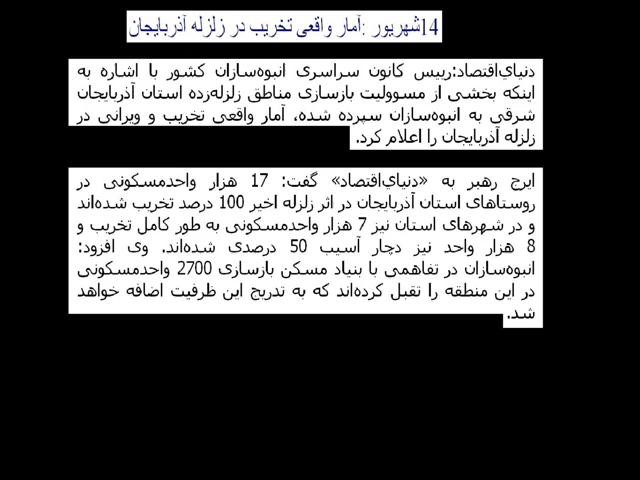 14شهریور :آمار واقعی تخریب در زلزله آذربایجان
دنیای‌اقتصاد:رییس کانون سراسری انبوه‌سازان کشور با اشاره به
اینکه بخشی از مسوولیت بازسازی مناطق زلزله‌زده استان آذربایجان
شرقی به انبوه‌سازان سپرده شده، آمار واقعی تخریب و ویرانی در
زلزله آذربایجان را اعلام کرد.
ایرج رهبر به «دنیای‌اقتصاد» گفت: 17 هزار واحدمسکونی در
روستاهای استان آذربایجان در اثر زلزله اخیر 100 درصد تخریب شده‌اند
و در شهرهای استان نیز 7 هزار واحدمسکونی به طور کامل تخریب و
8 هزار واحد نیز دچار آسیب 50 درصدی شده‌اند. وی افزود:
انبوه‌سازان در تفاهمی با بنیاد مسکن بازسازی 2700 واحدمسکونی
در این منطقه را تقبل کرده‌اند که به تدریج این ظرفیت اضافه خواهد
شد.